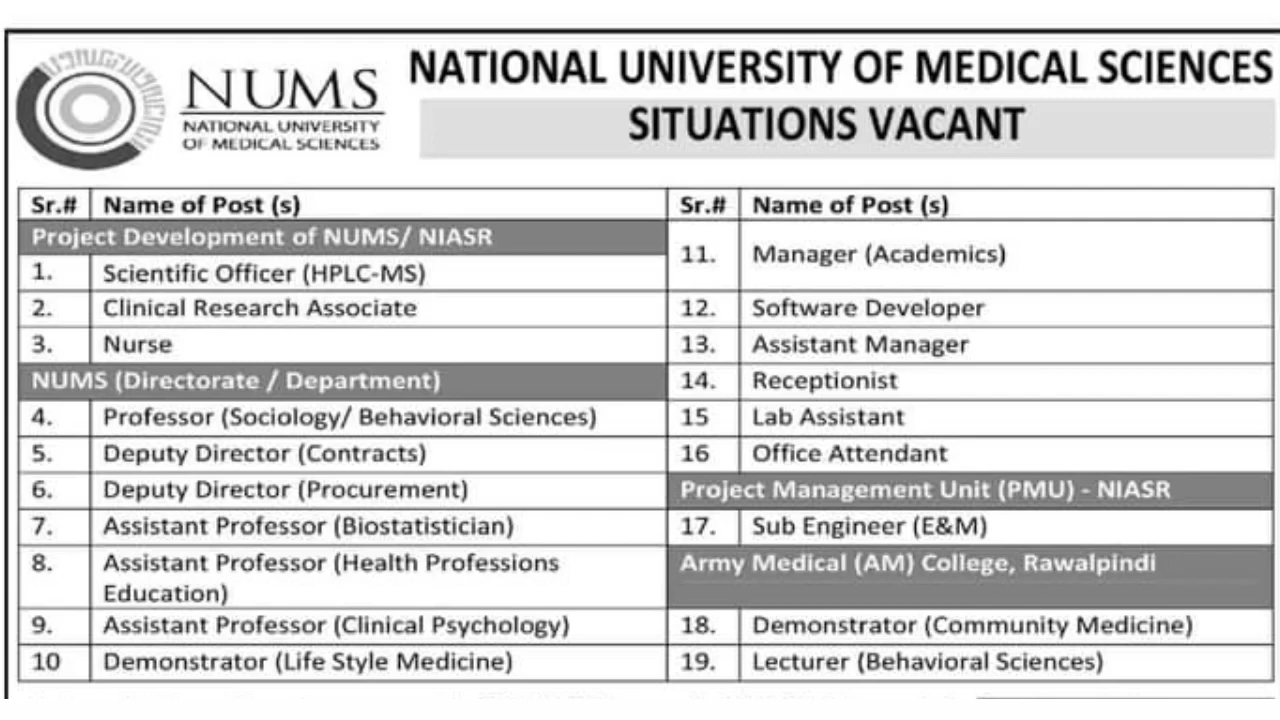 NUMS
NATIONAL UNIVERSITY
OF MEDICAL SCIENCES
NATIONAL UNIVERSITY OF MEDICAL SCIENCES
SITUATIONS VACANT
Sr.# Name of Post (s)
Project Development of NUMS/ NIASR
1. Scientific Officer (HPLC-MS)
2. Clinical Research Associate
3. Nurse
NUMS (Directorate / Department)
4. Professor (Sociology/ Behavioral Sciences)
5. Deputy Director (Contracts)
6. Deputy Director (Procurement)
7. Assistant Professor (Biostatistician)
8. Assistant Professor (Health Professions
Education)
9. Assistant Professor (Clinical Psychology)
10 Demonstrator (Life Style Medicine)
Sr.# Name of Post (s)
11. Manager (Academics)
12. Software Developer
13. Assistant Manager
14. Receptionist
15 Lab Assistant
16 Office Attendant
Project Management Unit (PMU) - NIASR
17. Sub Engineer (E&M)
Army Medical (AM) College, Rawalpindi
18. Demonstrator (Community Medicine)
19. Lecturer (Behavioral Sciences)